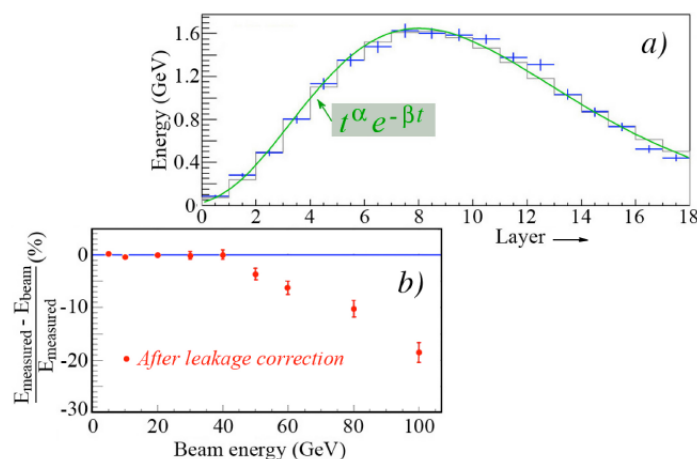 a)
Energy (GeV)
1.6
1.2
0.8
0.4
0
t^α e^-βt
0 2 4 6 8 10 12 14 16 18
Layer
b)
E_measured - E_beam (%)
E_measured
0
-10
-20
-30
After leakage correction
0 20 40 60 80 100
Beam energy (GeV)